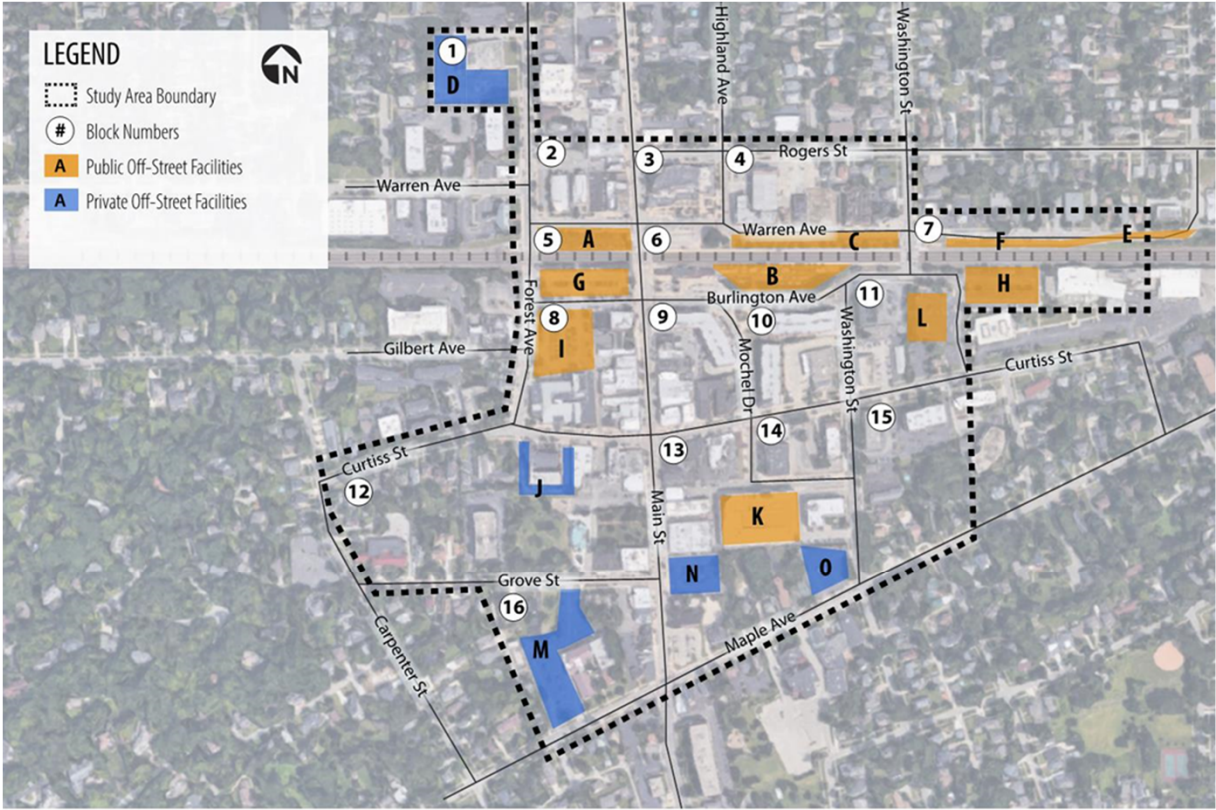 LEGEND
N
Study Area Boundary
# Block Numbers
A Public Off-Street Facilities
A Private Off-Street Facilities
1
D
Highland Ave
Washington St
2
3
4
Rogers St
Warren Ave
5
A
6
Warren Ave
C
7
F
E
G
B
H
Forest Ave
Burlington Ave
11
8
9
10
L
I
Gilbert Ave
Mochel Dr
Washington St
Curtiss St
15
14
13
Curtiss St
12
J
Main St
K
N
O
Grove St
16
M
Carpenter St
Maple Ave